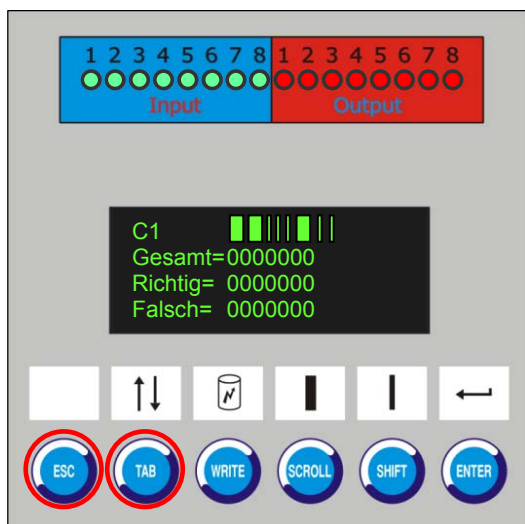 1 2 3 4 5 6 7 8 1 2 3 4 5 6 7 8
Input Output
C1
Gesamt=0000000
Richtig= 0000000
Falsch= 0000000
ESC TAB WRITE SCROLL SHIFT ENTER